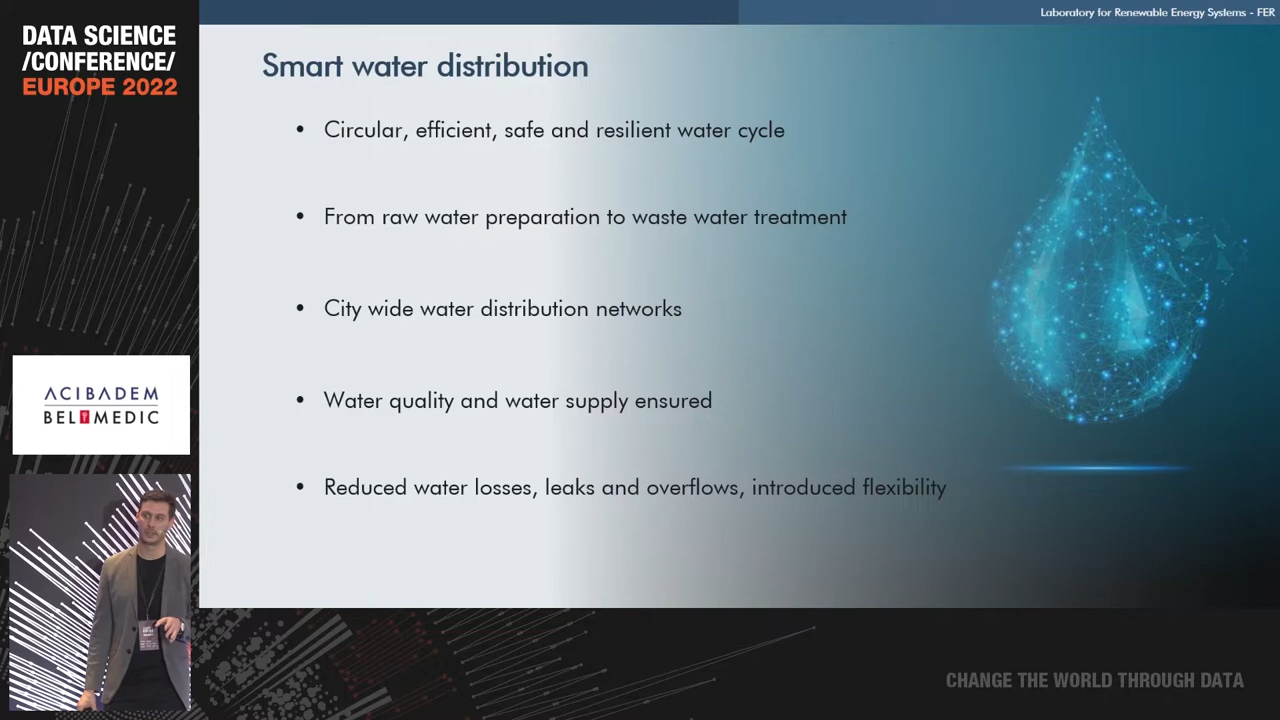 Laboratory for Renewable Energy Systems - FER
DATA SCIENCE
/CONFERENCE/
EUROPE 2022
Smart water distribution
• Circular, efficient, safe and resilient water cycle
• From raw water preparation to waste water treatment
• City wide water distribution networks
• Water quality and water supply ensured
• Reduced water losses, leaks and overflows, introduced flexibility
ACIBADEM
BEL MEDIC
CHANGE THE WORLD THROUGH DATA